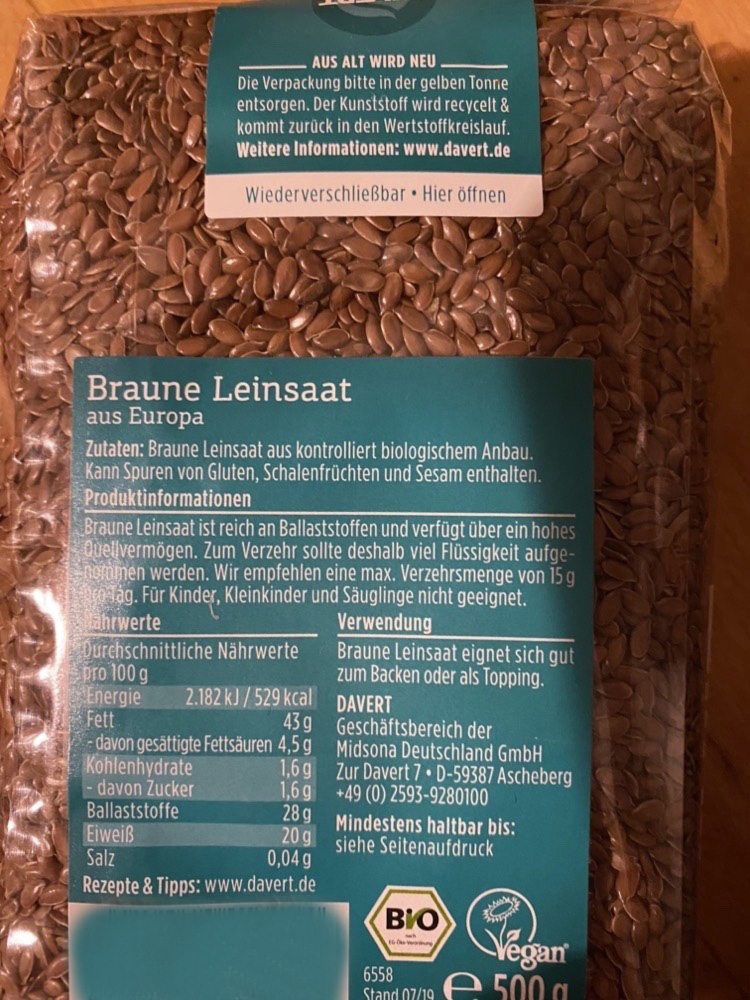 AUS ALT WIRD NEU
Die Verpackung bitte in der gelben Tonne
entsorgen. Der Kunststoff wird recycelt &
kommt zurück in den Wertstoffkreislauf.
Weitere Informationen: www.davert.de
Wiederverschließbar • Hier öffnen
Braune Leinsaat
aus Europa
Zutaten: Braune Leinsaat aus kontrolliert biologischem Anbau.
Kann Spuren von Gluten, Schalenfrüchten und Sesam enthalten.
Produktinformationen
Braune Leinsaat ist reich an Ballaststoffen und verfügt über ein hohes
Quellvermögen. Zum Verzehr sollte deshalb viel Flüssigkeit aufge-
nommen werden. Wir empfehlen eine max. Verzehrsmenge von 15 g
pro Tag. Für Kinder, Kleinkinder und Säuglinge nicht geeignet.
Nährwerte
Durchschnittliche Nährwerte
pro 100 g
Energie 2.182 kJ / 529 kcal
Fett 43 g
- davon gesättigte Fettsäuren 4,5 g
Kohlenhydrate 1,6 g
- davon Zucker 1,6 g
Ballaststoffe 28 g
Eiweiß 20 g
Salz 0,04 g
Rezepte & Tipps: www.davert.de
Verwendung
Braune Leinsaat eignet sich gut
zum Backen oder als Topping.
DAVERT
Geschäftsbereich der
Midsona Deutschland GmbH
Zur Davert 7 • D-59387 Ascheberg
+49 (0) 2593-9280100
Mindestens haltbar bis:
siehe Seitenaufdruck
BIO
nach
EG-Öko-Verordnung
Vegan
6558
Stand 07/19
e 500 g